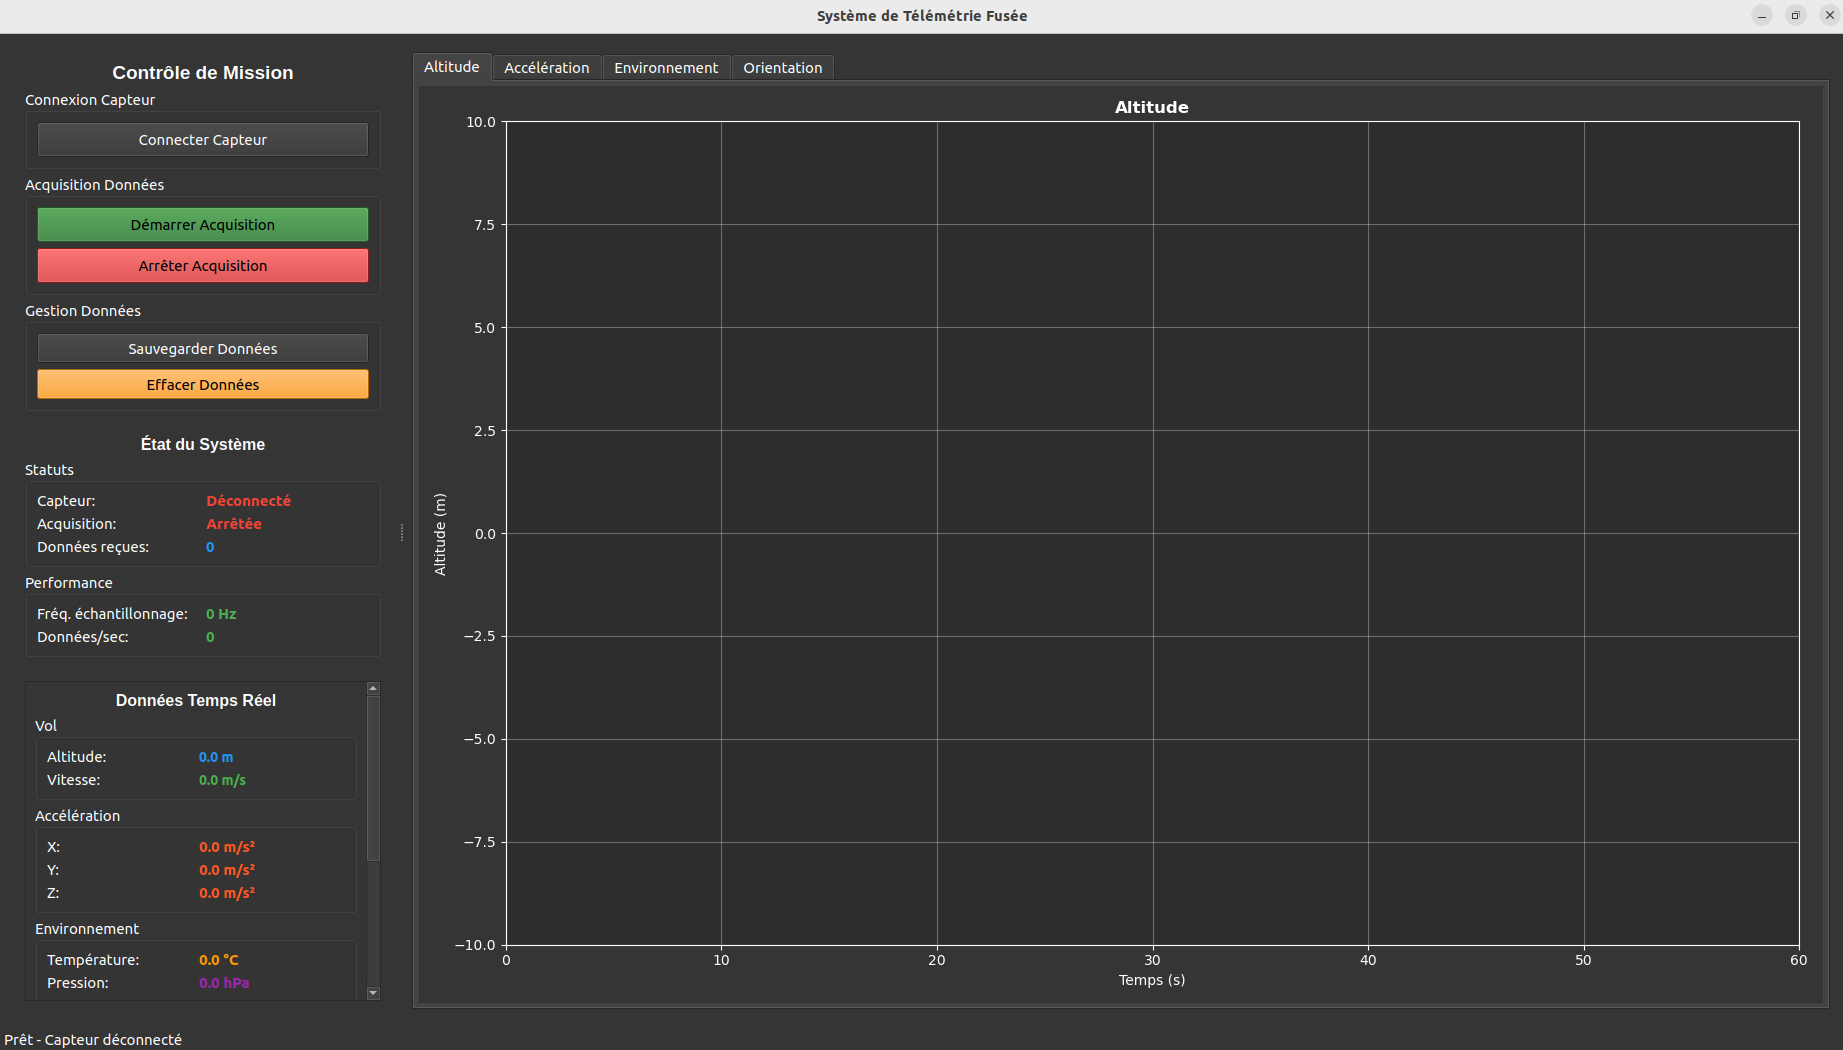 Système de Télémétrie Fusée
Contrôle de Mission
Connexion Capteur
Connecter Capteur
Acquisition Données
Démarrer Acquisition
Arrêter Acquisition
Gestion Données
Sauvegarder Données
Effacer Données
État du Système
Statuts
Capteur: Déconnecté
Acquisition: Arrêtée
Données reçues: 0
Performance
Fréq. échantillonnage: 0 Hz
Données/sec: 0
Données Temps Réel
Vol
Altitude: 0.0 m
Vitesse: 0.0 m/s
Accélération
X: 0.0 m/s²
Y: 0.0 m/s²
Z: 0.0 m/s²
Environnement
Température: 0.0 °C
Pression: 0.0 hPa
Altitude Accélération Environnement Orientation
Altitude
10.0
7.5
5.0
2.5
0.0
−2.5
−5.0
−7.5
−10.0
Altitude (m)
0 10 20 30 40 50 60
Temps (s)
Prêt - Capteur déconnecté